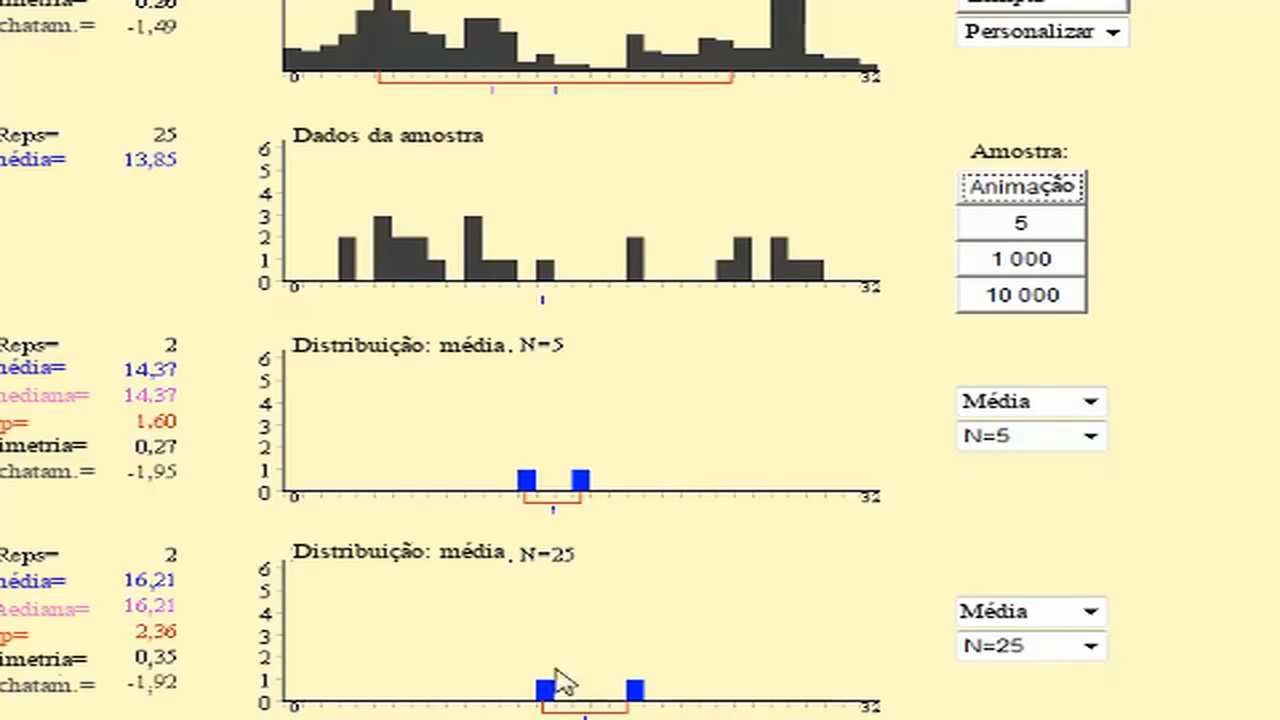 chatam.= -1,49
Personalizar
0 32
Reps= 25
média= 13,85
Dados da amostra
6
5
4
3
2
1
0
0 32
Amostra:
Animação
5
1 000
10 000
Reps= 2
média= 14,37
mediana= 14,37
p= 1,60
imetria= 0,27
chatam.= -1,95
Distribuição: média. N=5
6
5
4
3
2
1
0
0 32
Média
N=5
Reps= 2
média= 16,21
mediana= 16,21
p= 2,36
imetria= 0,35
chatam.= -1,92
Distribuição: média. N=25
6
5
4
3
2
1
0
0 32
Média
N=25